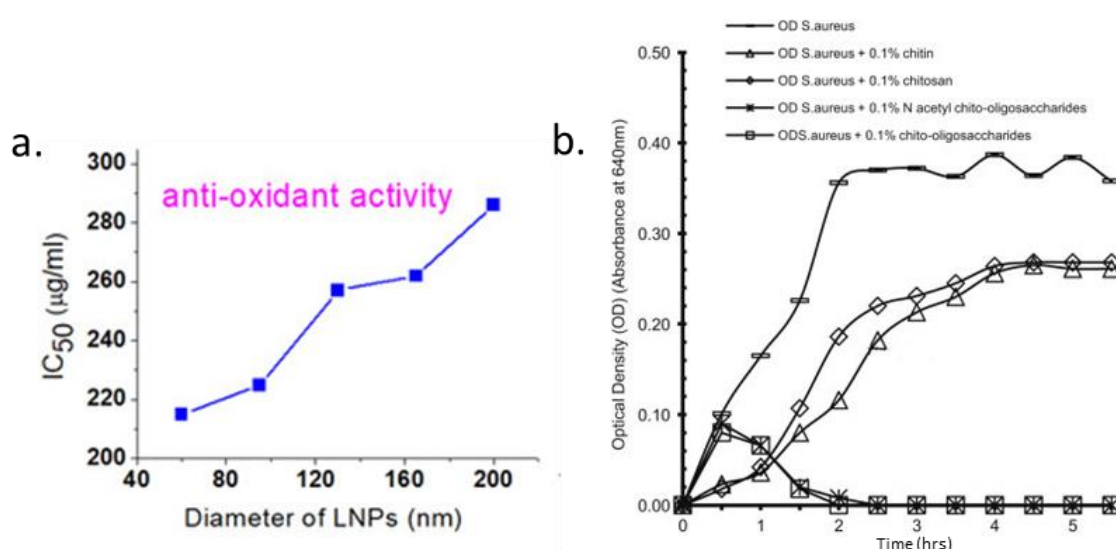 a.
anti-oxidant activity
IC50 (μg/ml)
300
280
260
240
220
200
40
80
120
160
200
Diameter of LNPs (nm)
b.
OD S.aureus
OD S.aureus + 0.1% chitin
OD S.aureus + 0.1% chitosan
OD S.aureus + 0.1% N acetyl chito-oligosaccharides
ODS.aureus + 0.1% chito-oligosaccharides
Optical Density (OD) (Absorbance at 640nm)
0.50
0.40
0.30
0.20
0.10
0.00
0
1
2
3
4
5
Time (hrs)